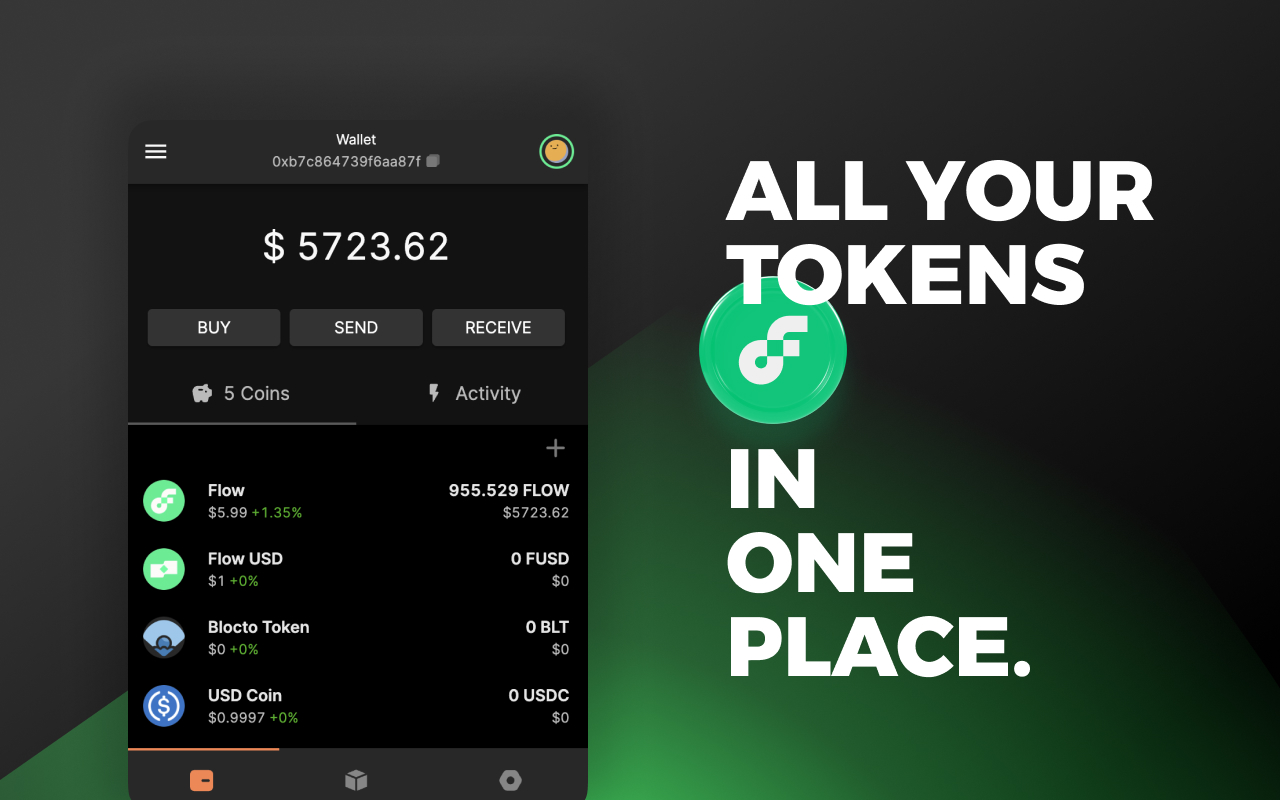 Wallet
0xb7c864739f6aa87f
$ 5723.62
BUY SEND RECEIVE
5 Coins Activity
Flow 955.529 FLOW
$5.99 +1.35% $5723.62
Flow USD 0 FUSD
$1 +0% $0
Blocto Token 0 BLT
$0 +0% $0
USD Coin 0 USDC
$0.9997 +0% $0
ALL YOUR
TOKENS
IN
ONE
PLACE.